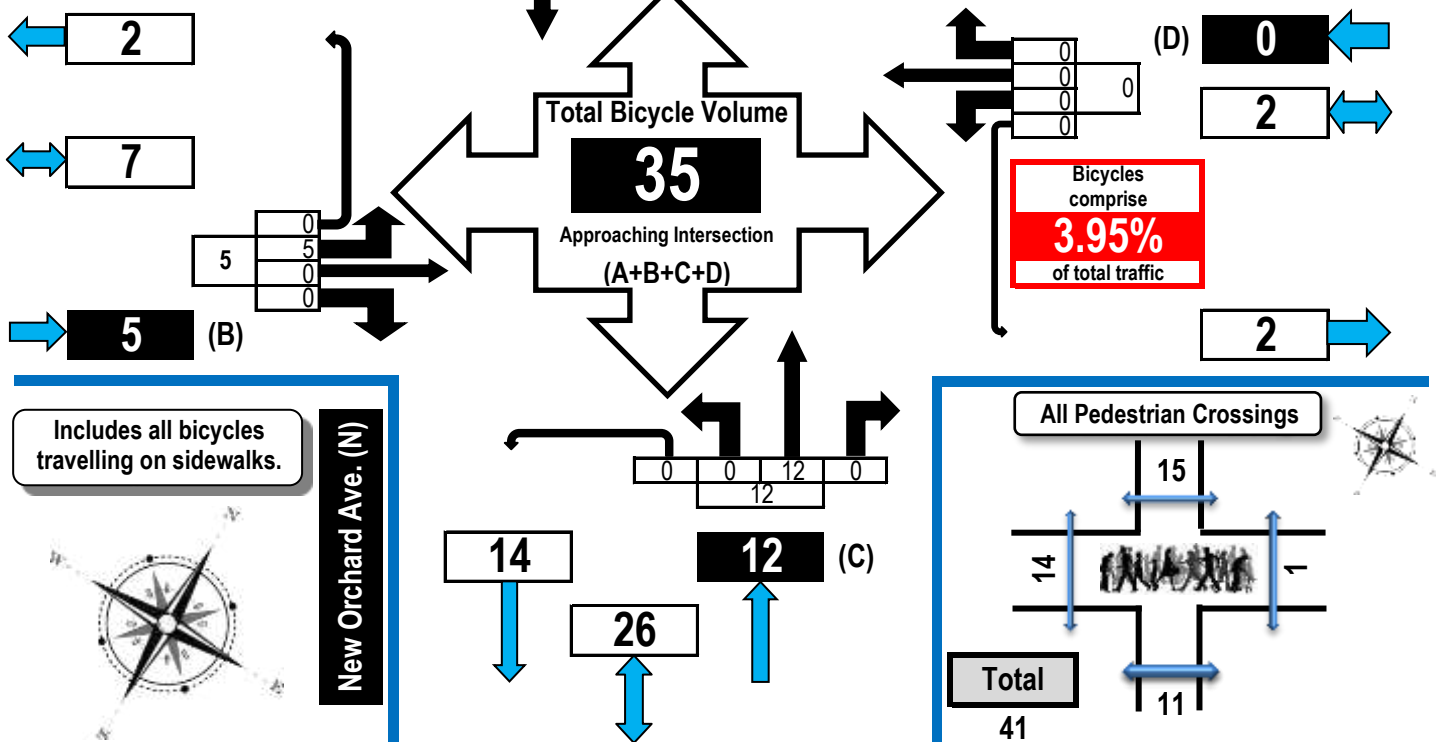 2
(D) 0
0
0
0
0
0
2
7
Total Bicycle Volume
35
Approaching Intersection
(A+B+C+D)
2
Bicycles
comprise
3.95%
of total traffic
0
5
5
0
0
5 (B)
2
Includes all bicycles
travelling on sidewalks.
New Orchard Ave. (N)
N
W
E
S
0 0 12 0
12
14
12 (C)
26
All Pedestrian Crossings
15
14
1
11
Total
41